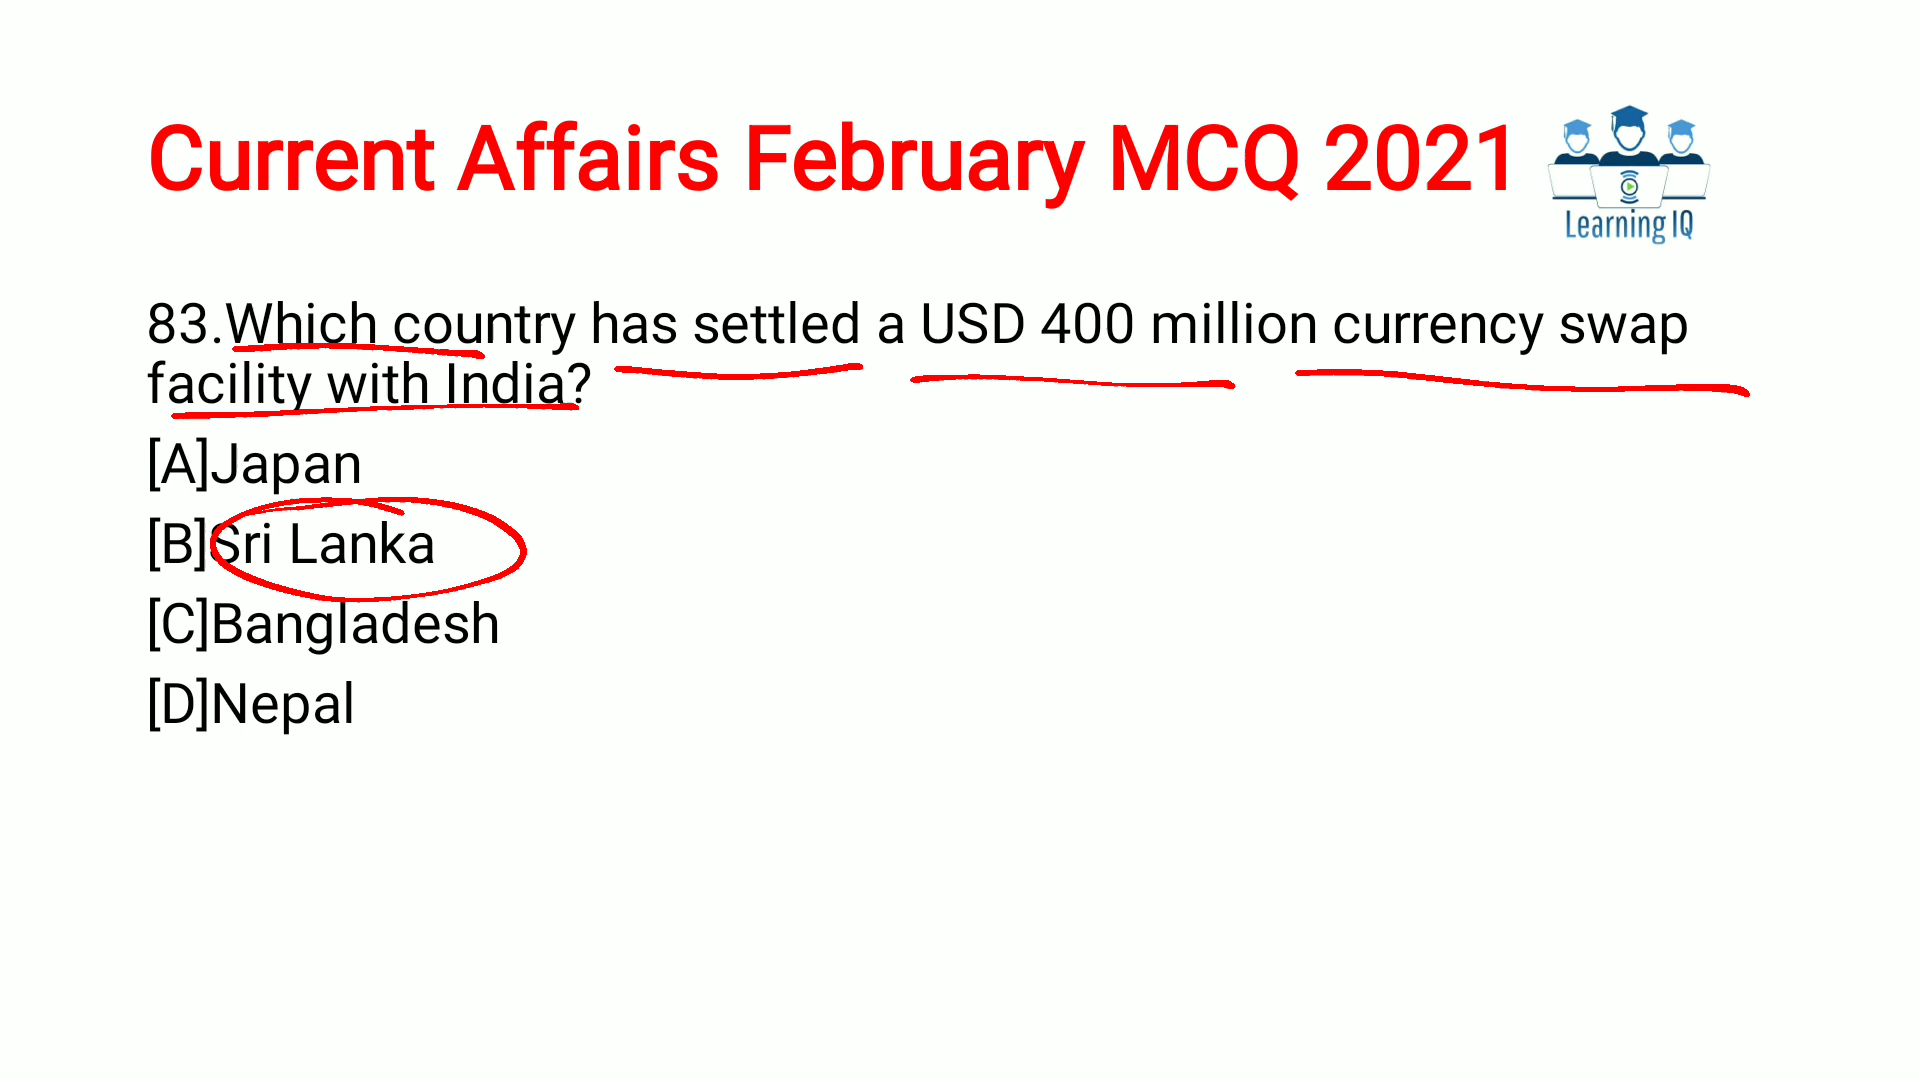 Current Affairs February MCQ 2021
Learning IQ
83.Which country has settled a USD 400 million currency swap
facility with India?
[A]Japan
[B]Sri Lanka
[C]Bangladesh
[D]Nepal